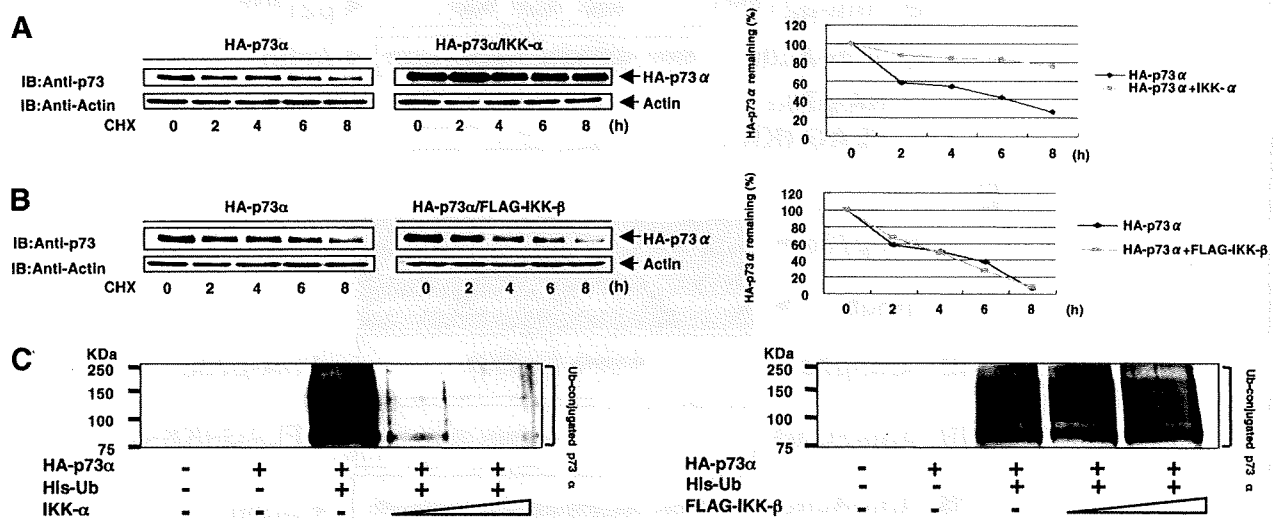 A
HA-p73α
HA-p73α/IKK-α
IB:Anti-p73
HA-p73α
IB:Anti-Actin
Actin
CHX 0 2 4 6 8 0 2 4 6 8 (h)
HA-p73α remaining (%)
120
100
80
60
40
20
0
0 2 4 6 8 (h)
HA-p73α
HA-p73α+IKK-α
B
HA-p73α
HA-p73α/FLAG-IKK-β
IB:Anti-p73
HA-p73α
IB:Anti-Actin
Actin
CHX 0 2 4 6 8 0 2 4 6 8 (h)
HA-p73α remaining (%)
120
100
80
60
40
20
0
0 2 4 6 8 (h)
HA-p73α
HA-p73α+FLAG-IKK-β
C
KDa
250
150
100
75
Ub-conjugated p73α
HA-p73α - + + + +
His-Ub - - + + +
IKK-α - - -
KDa
250
150
100
75
Ub-conjugated p73α
HA-p73α - + + + +
His-Ub - - + + +
FLAG-IKK-β - - -